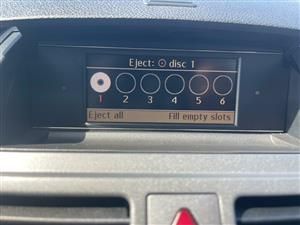 Eject: disc 1
1 2 3 4 5 6
Eject all Fill empty slots